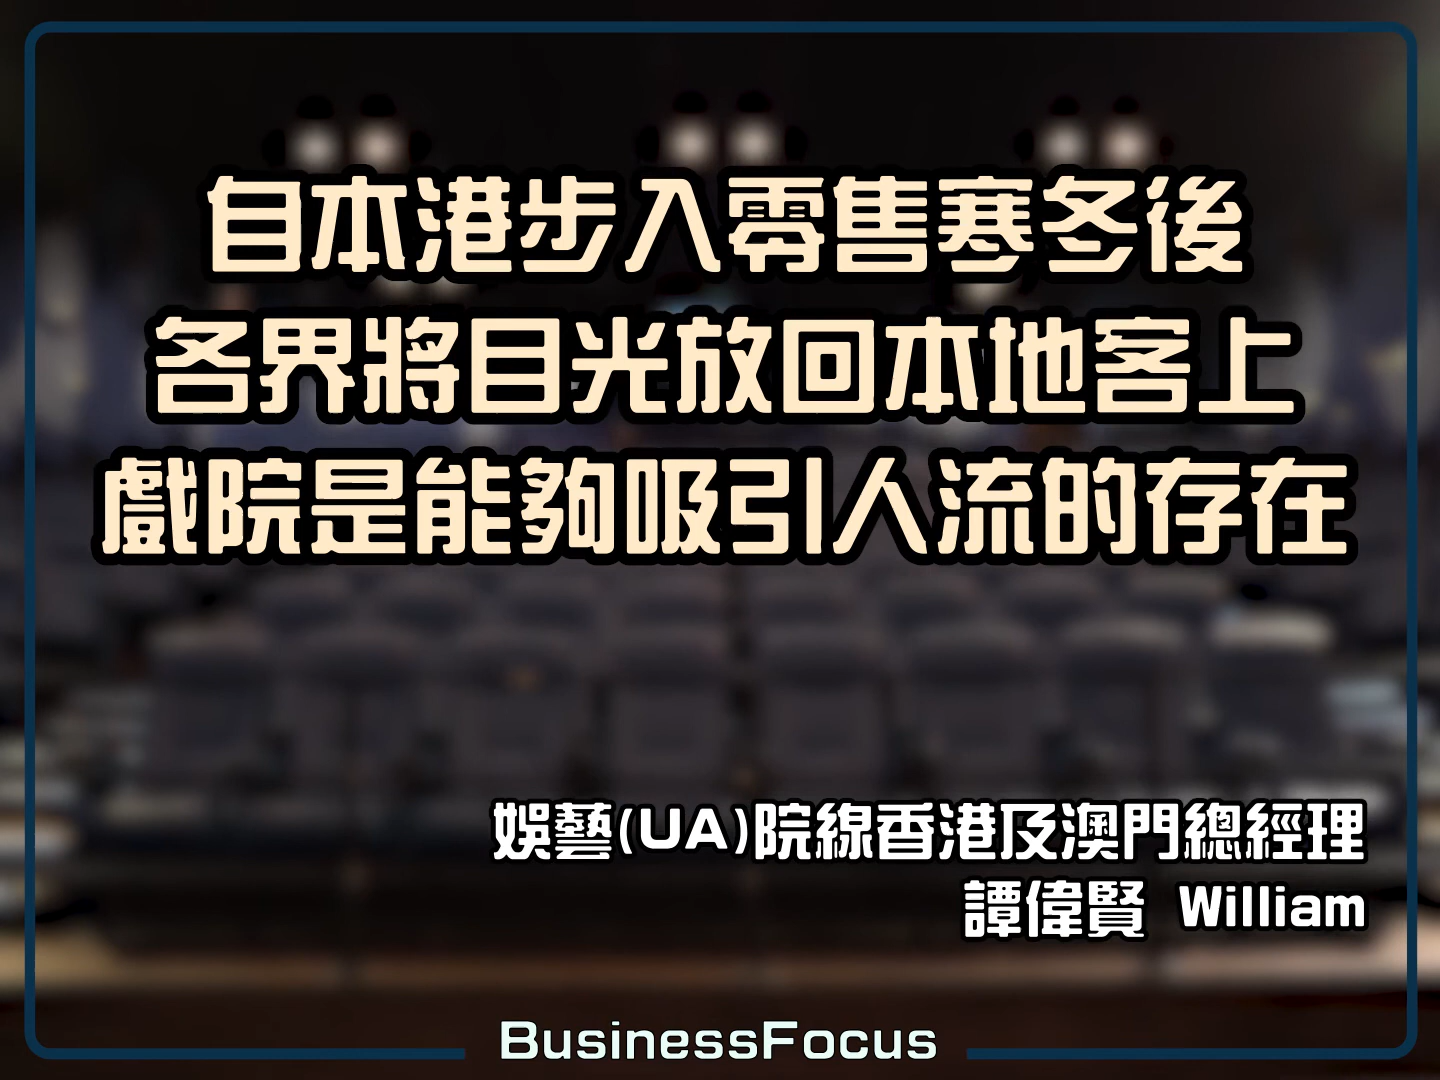 自本港步入零售寒冬後
各界將目光放回本地客上
戲院是能夠吸引人流的存在
娛藝(UA)院線香港及澳門總經理
譚偉賢 William
BusinessFocus